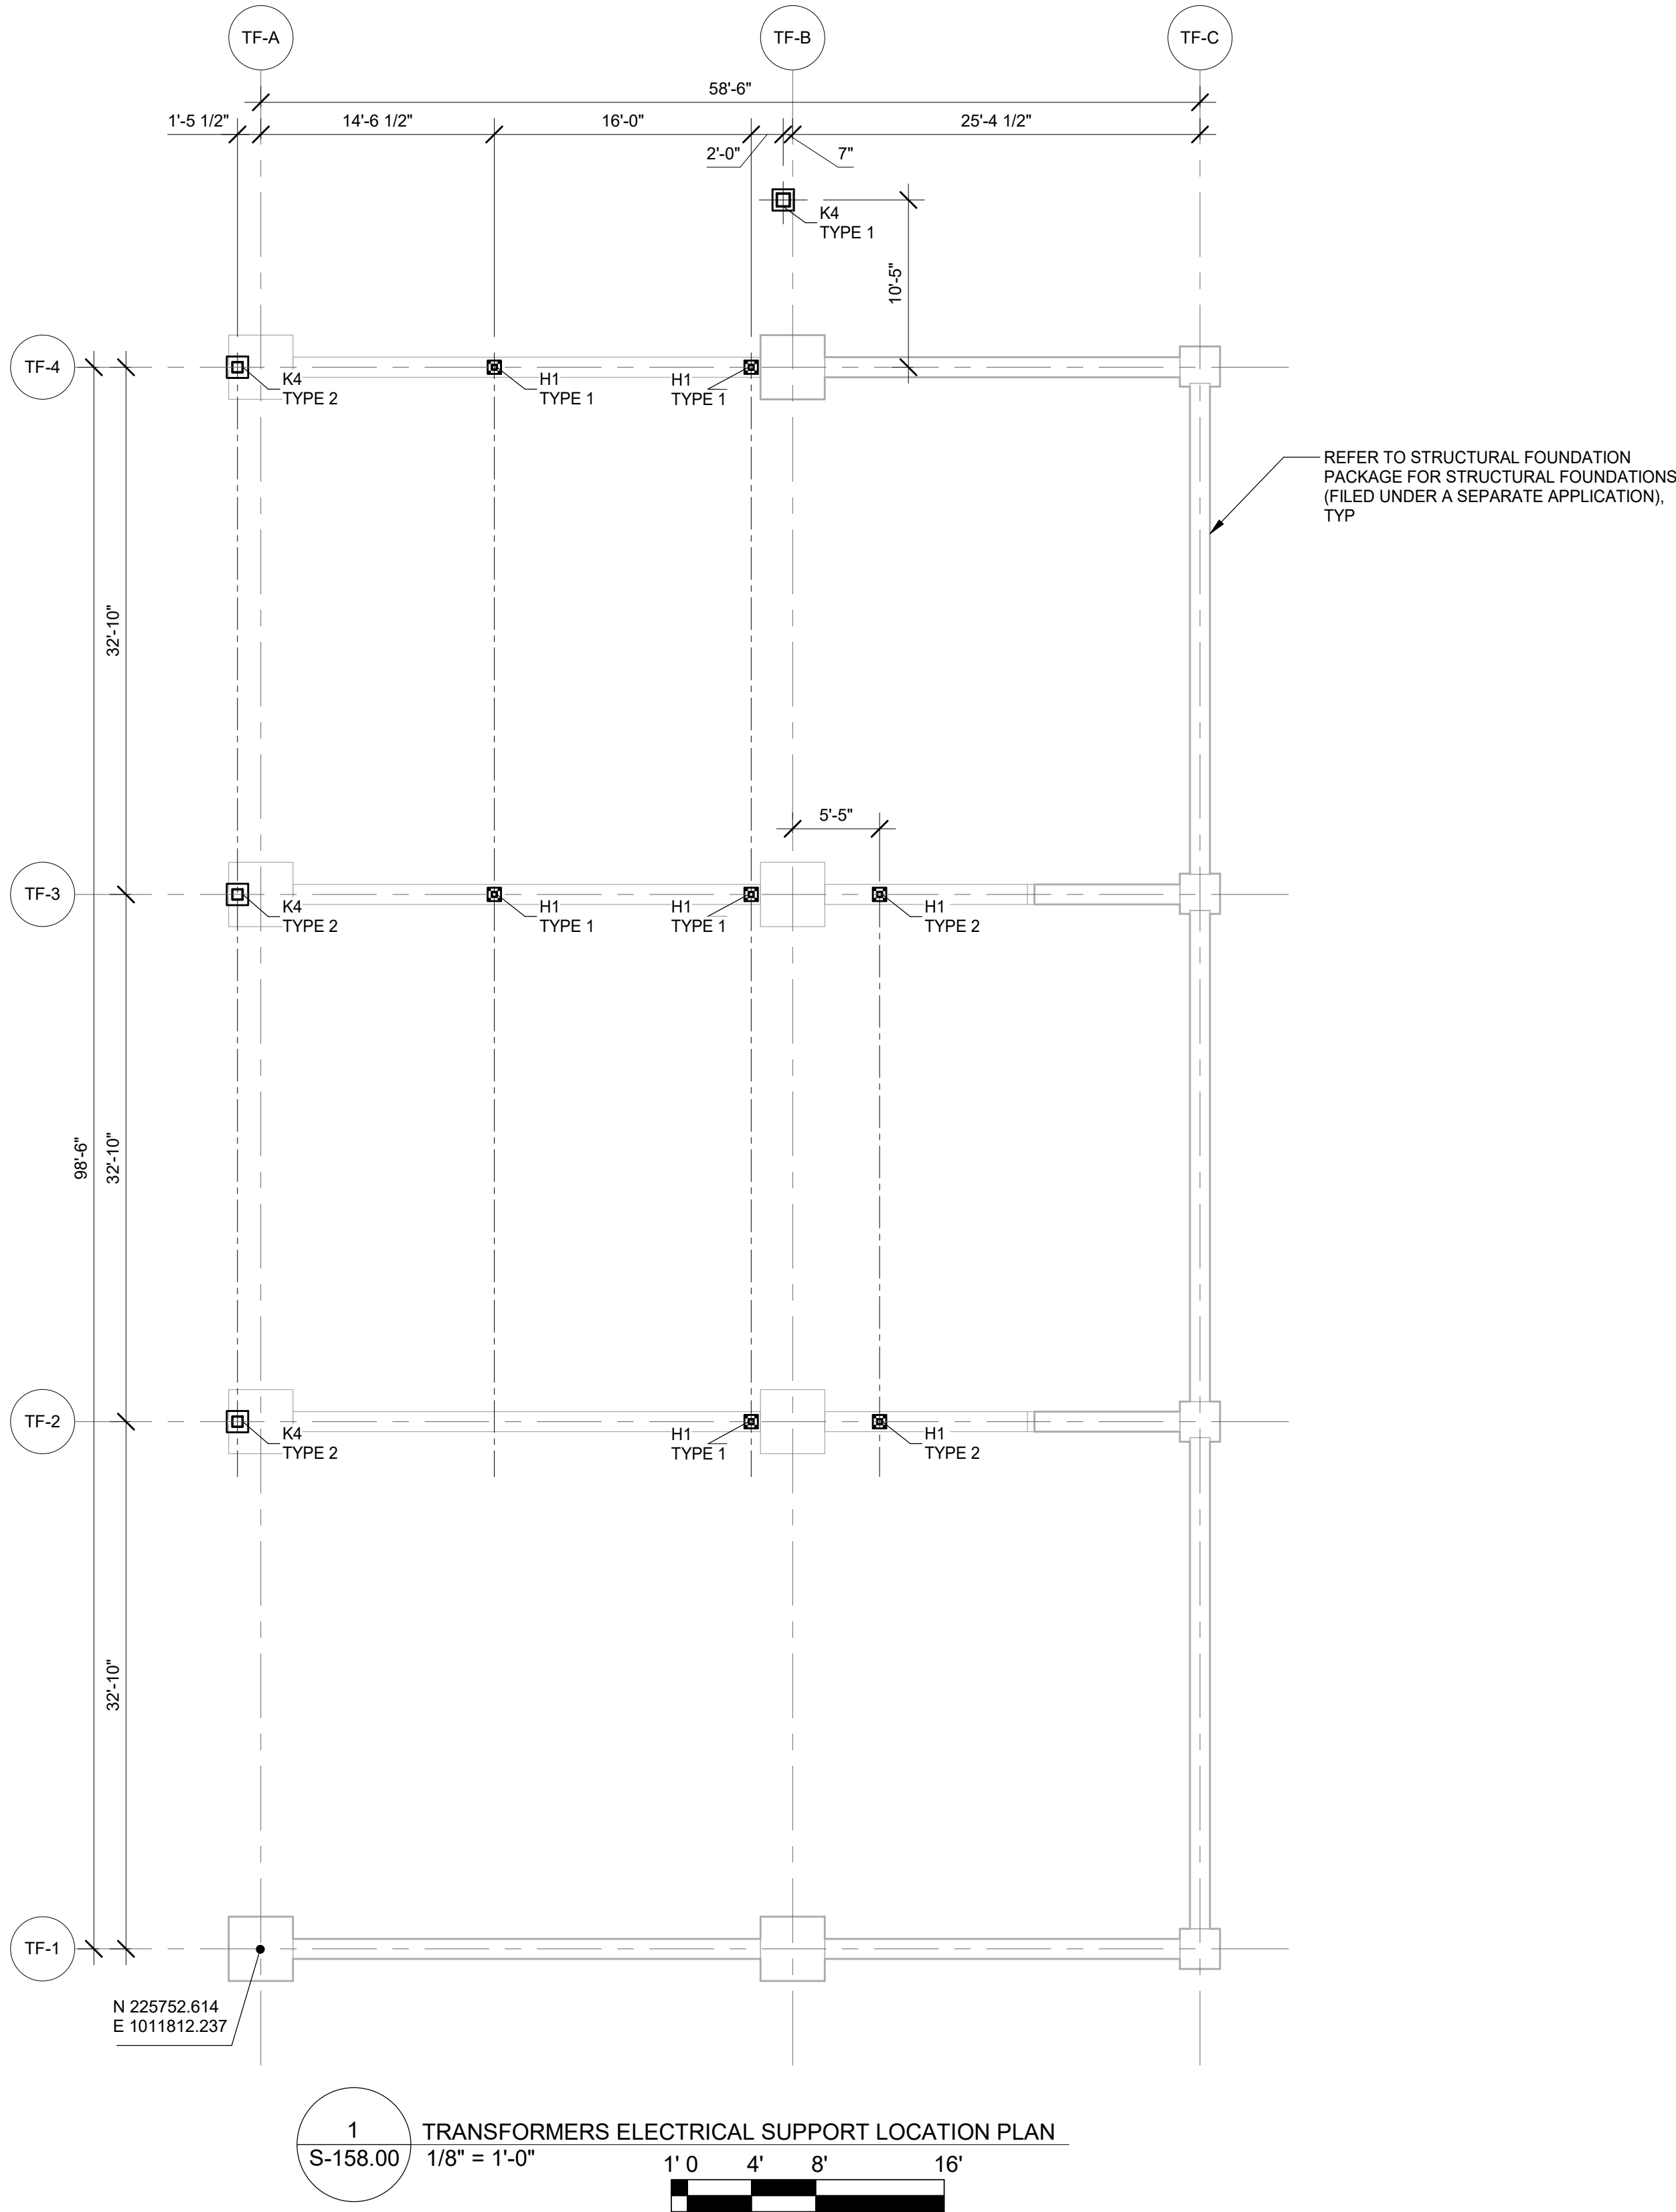 TF-A
TF-B
TF-C
58'-6"
1'-5 1/2"
14'-6 1/2"
16'-0"
25'-4 1/2"
2'-0"
7"
K4
TYPE 1
10'-5"
TF-4
K4
TYPE 2
H1
TYPE 1
H1
TYPE 1
REFER TO STRUCTURAL FOUNDATION
PACKAGE FOR STRUCTURAL FOUNDATIONS
(FILED UNDER A SEPARATE APPLICATION),
TYP
32'-10"
5'-5"
TF-3
K4
TYPE 2
H1
TYPE 1
H1
TYPE 1
H1
TYPE 2
98'-6"
32'-10"
TF-2
K4
TYPE 2
H1
TYPE 1
H1
TYPE 2
32'-10"
TF-1
N 225752.614
E 1011812.237
1
S-158.00
TRANSFORMERS ELECTRICAL SUPPORT LOCATION PLAN
1/8" = 1'-0"
1' 0 4' 8' 16'